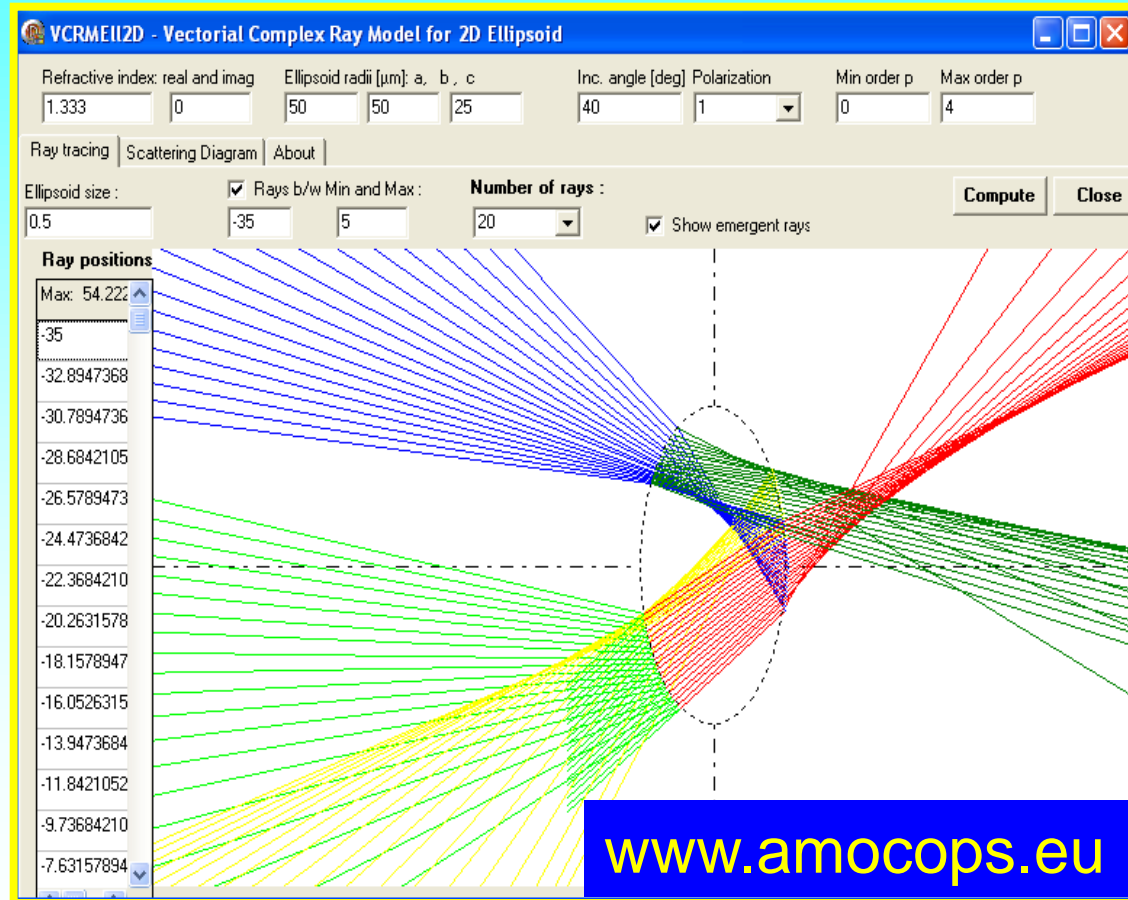 VCRMEll2D - Vectorial Complex Ray Model for 2D Ellipsoid
Refractive index: real and imag Ellipsoid radii [µm]: a, b , c Inc. angle [deg] Polarization Min order p Max order p
1.333 0 50 50 25 40 1 0 4
Ray tracing Scattering Diagram About
Ellipsoid size : Rays b/w Min and Max : Number of rays :
0.5 -35 5 20 Show emergent rays Compute Close
Ray positions
Max: 54.222
-35
-32.8947368
-30.7894736
-28.6842105
-26.5789473
-24.4736842
-22.3684210
-20.2631578
-18.1578947
-16.0526315
-13.9473684
-11.8421052
-9.73684210
-7.63157894
www.amocops.eu